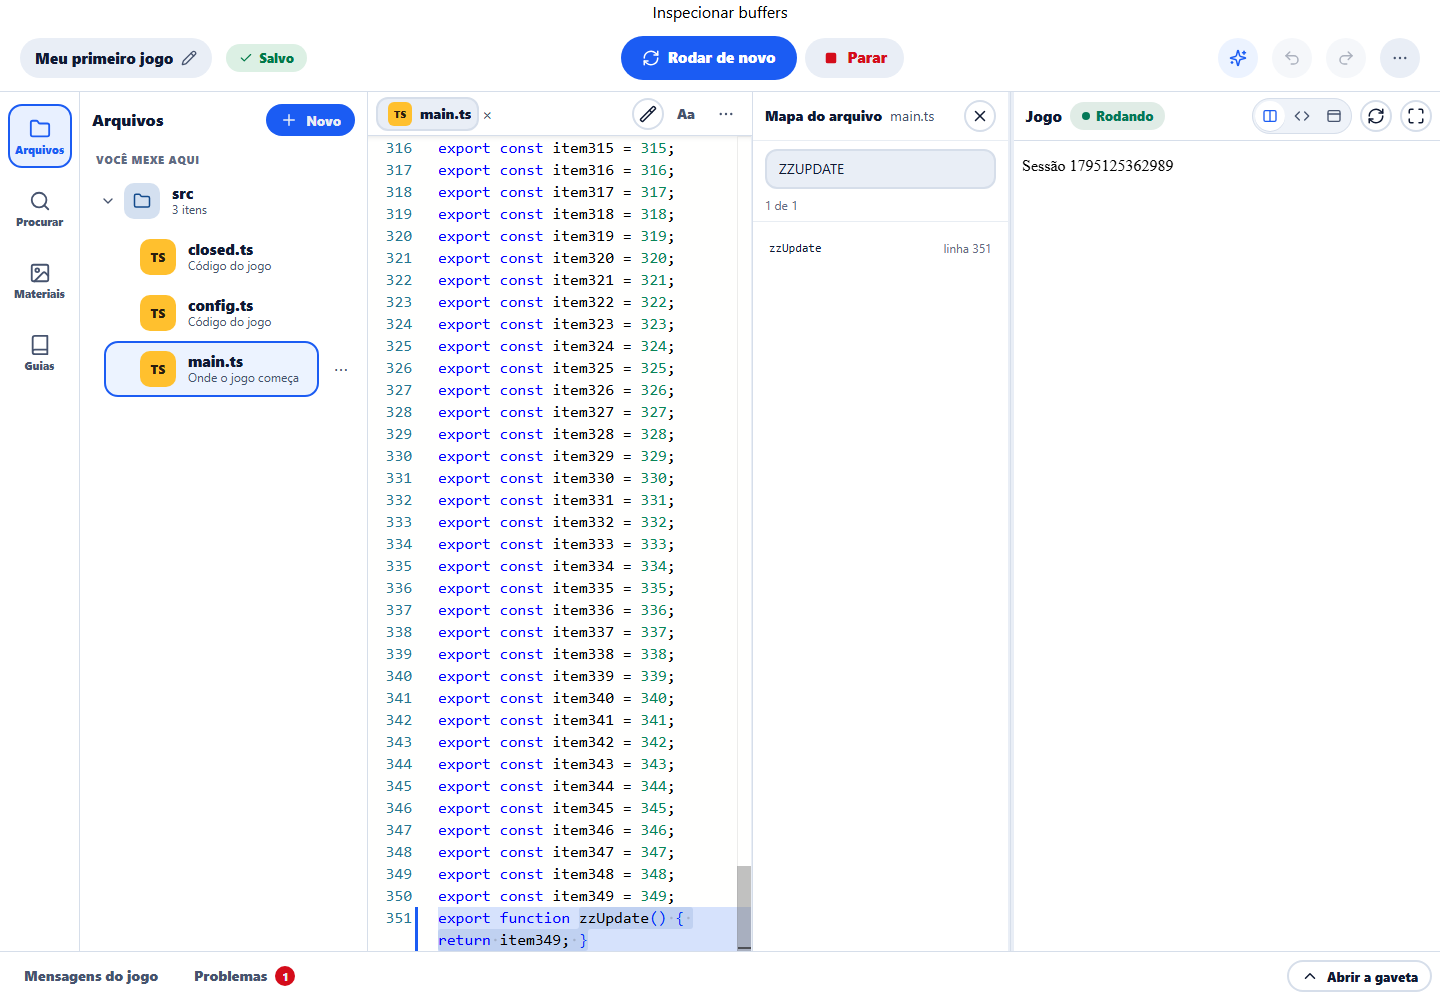 Inspecionar buffers
Meu primeiro jogo
Salvo
Rodar de novo
Parar
Arquivos
Procurar
Materiais
Guias
Arquivos
Novo
VOCÊ MEXE AQUI
src
3 itens
TS
closed.ts
Código do jogo
TS
config.ts
Código do jogo
TS
main.ts
Onde o jogo começa
TS main.ts ×
Aa
316 export const item315 = 315;
317 export const item316 = 316;
318 export const item317 = 317;
319 export const item318 = 318;
320 export const item319 = 319;
321 export const item320 = 320;
322 export const item321 = 321;
323 export const item322 = 322;
324 export const item323 = 323;
325 export const item324 = 324;
326 export const item325 = 325;
327 export const item326 = 326;
328 export const item327 = 327;
329 export const item328 = 328;
330 export const item329 = 329;
331 export const item330 = 330;
332 export const item331 = 331;
333 export const item332 = 332;
334 export const item333 = 333;
335 export const item334 = 334;
336 export const item335 = 335;
337 export const item336 = 336;
338 export const item337 = 337;
339 export const item338 = 338;
340 export const item339 = 339;
341 export const item340 = 340;
342 export const item341 = 341;
343 export const item342 = 342;
344 export const item343 = 343;
345 export const item344 = 344;
346 export const item345 = 345;
347 export const item346 = 346;
348 export const item347 = 347;
349 export const item348 = 348;
350 export const item349 = 349;
351 export function zzUpdate() {
return item349; }
Mapa do arquivo main.ts
ZZUPDATE
1 de 1
zzUpdate linha 351
Jogo
Rodando
Sessão 1795125362989
Mensagens do jogo
Problemas 1
Abrir a gaveta